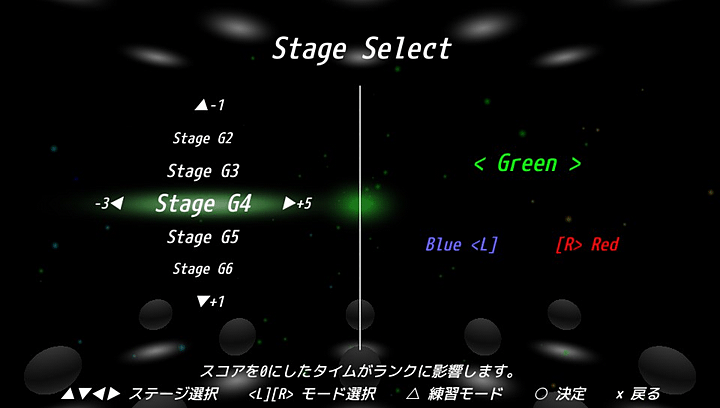 Stage Select
▲-1
Stage G2
Stage G3
-3◀ Stage G4 ▶+5
Stage G5
Stage G6
▼+1
< Green >
Blue <L] [R> Red
スコアを0にしたタイムがランクに影響します。
▲▼◀▶ ステージ選択 <L][R> モード選択 △ 練習モード ○ 決定 × 戻る